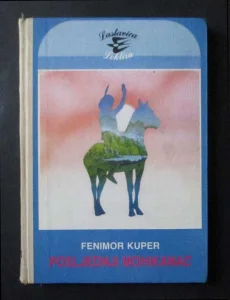 Lastavica
Lektira
FENIMOR KUPER
POSLJEDNJI MOHIKANAC